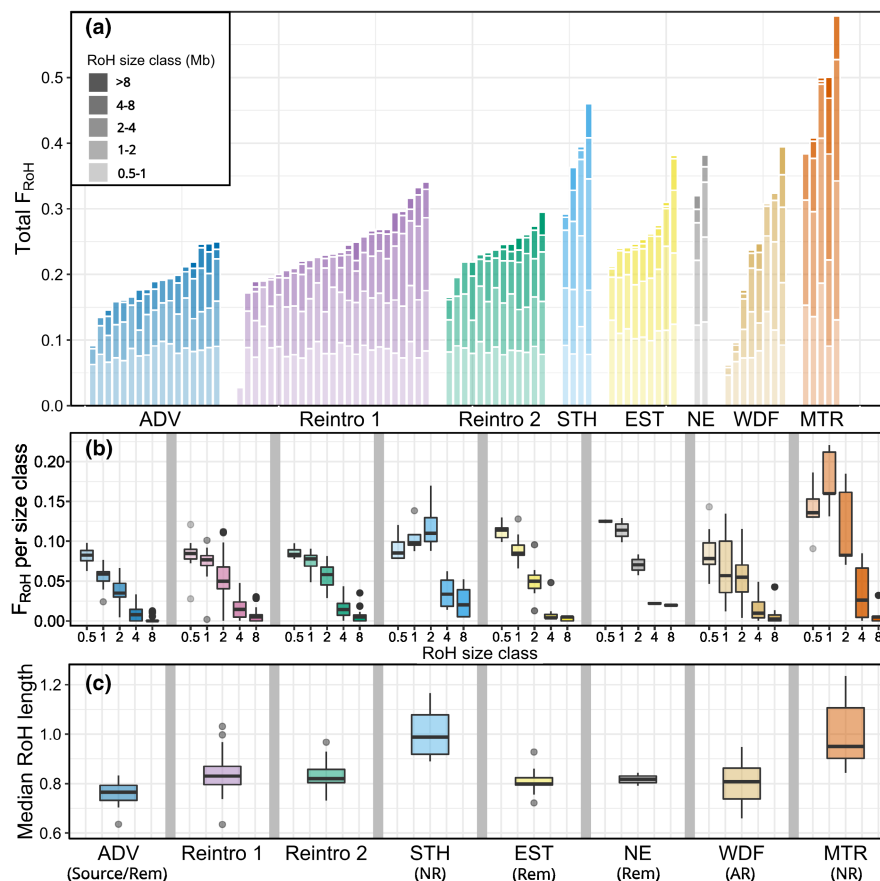 (a)
RoH size class (Mb)
>8
4-8
2-4
1-2
0.5-1
Total FRoH
0.5
0.4
0.3
0.2
0.1
0.0
ADV Reintro 1 Reintro 2 STH EST NE WDF MTR
(b)
FRoH per size class
0.20
0.15
0.10
0.05
0.00
0.5 1 2 4 8 0.5 1 2 4 8 0.5 1 2 4 8 0.5 1 2 4 8 0.5 1 2 4 8 0.5 1 2 4 8 0.5 1 2 4 8 0.5 1 2 4 8
RoH size class
(c)
Median RoH length
1.2
1.0
0.8
0.6
ADV Reintro 1 Reintro 2 STH EST NE WDF MTR
(Source/Rem) (NR) (Rem) (Rem) (AR) (NR)